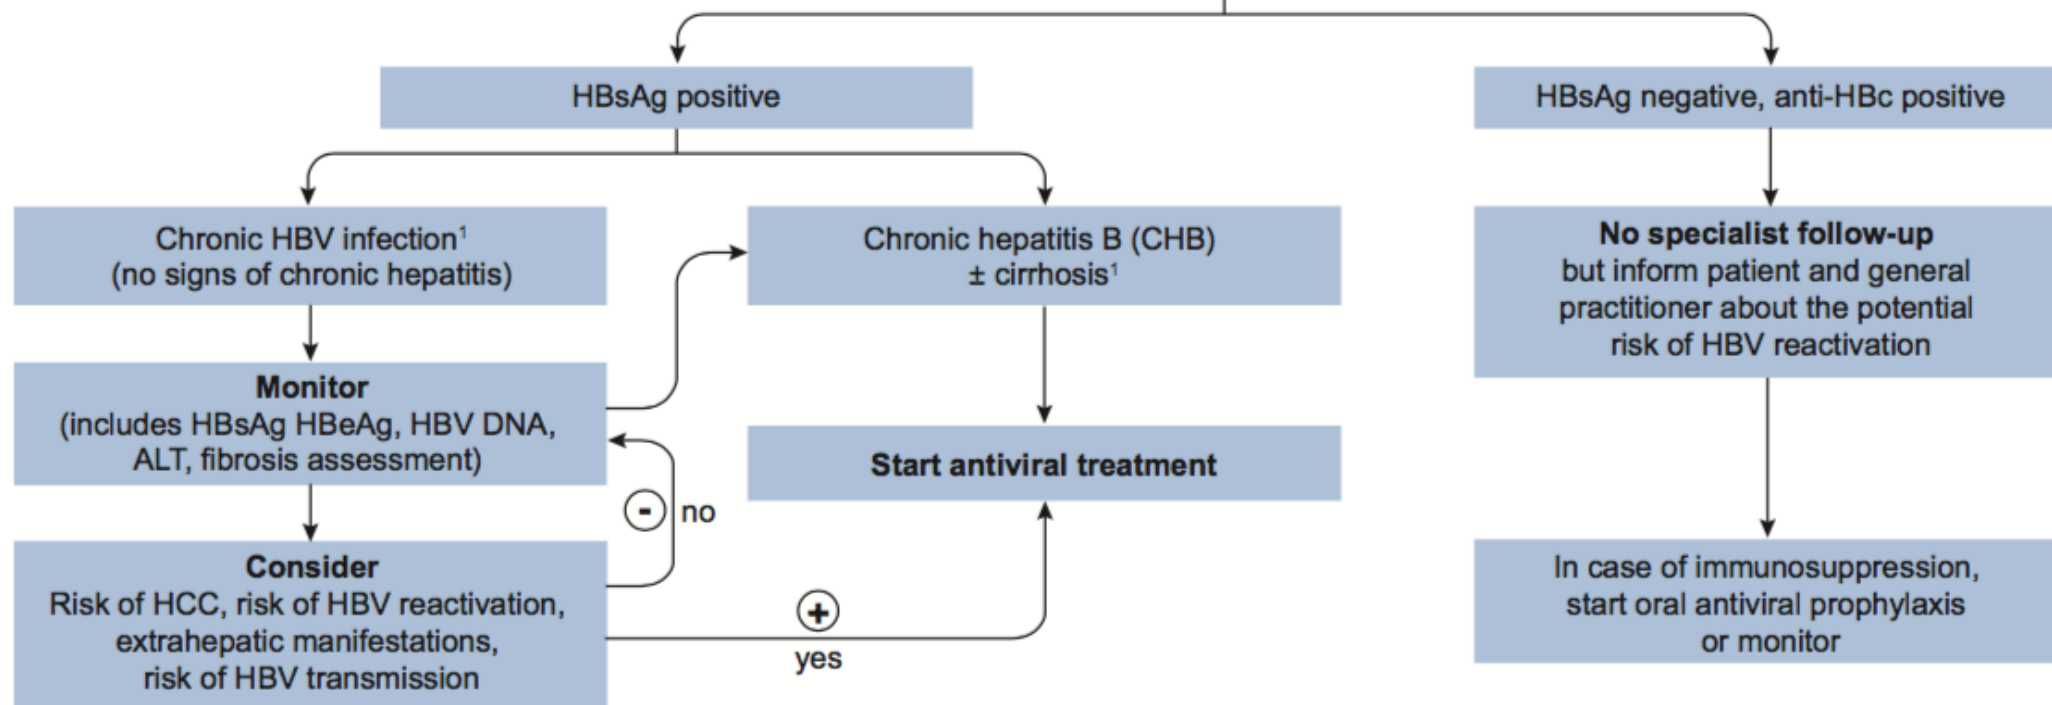 HBsAg positive
HBsAg negative, anti-HBc positive
Chronic HBV infection¹
(no signs of chronic hepatitis)
Chronic hepatitis B (CHB)
± cirrhosis¹
No specialist follow-up
but inform patient and general
practitioner about the potential
risk of HBV reactivation
Monitor
(includes HBsAg HBeAg, HBV DNA,
ALT, fibrosis assessment)
Start antiviral treatment
- no
Consider
Risk of HCC, risk of HBV reactivation,
extrahepatic manifestations,
risk of HBV transmission
+
yes
In case of immunosuppression,
start oral antiviral prophylaxis
or monitor